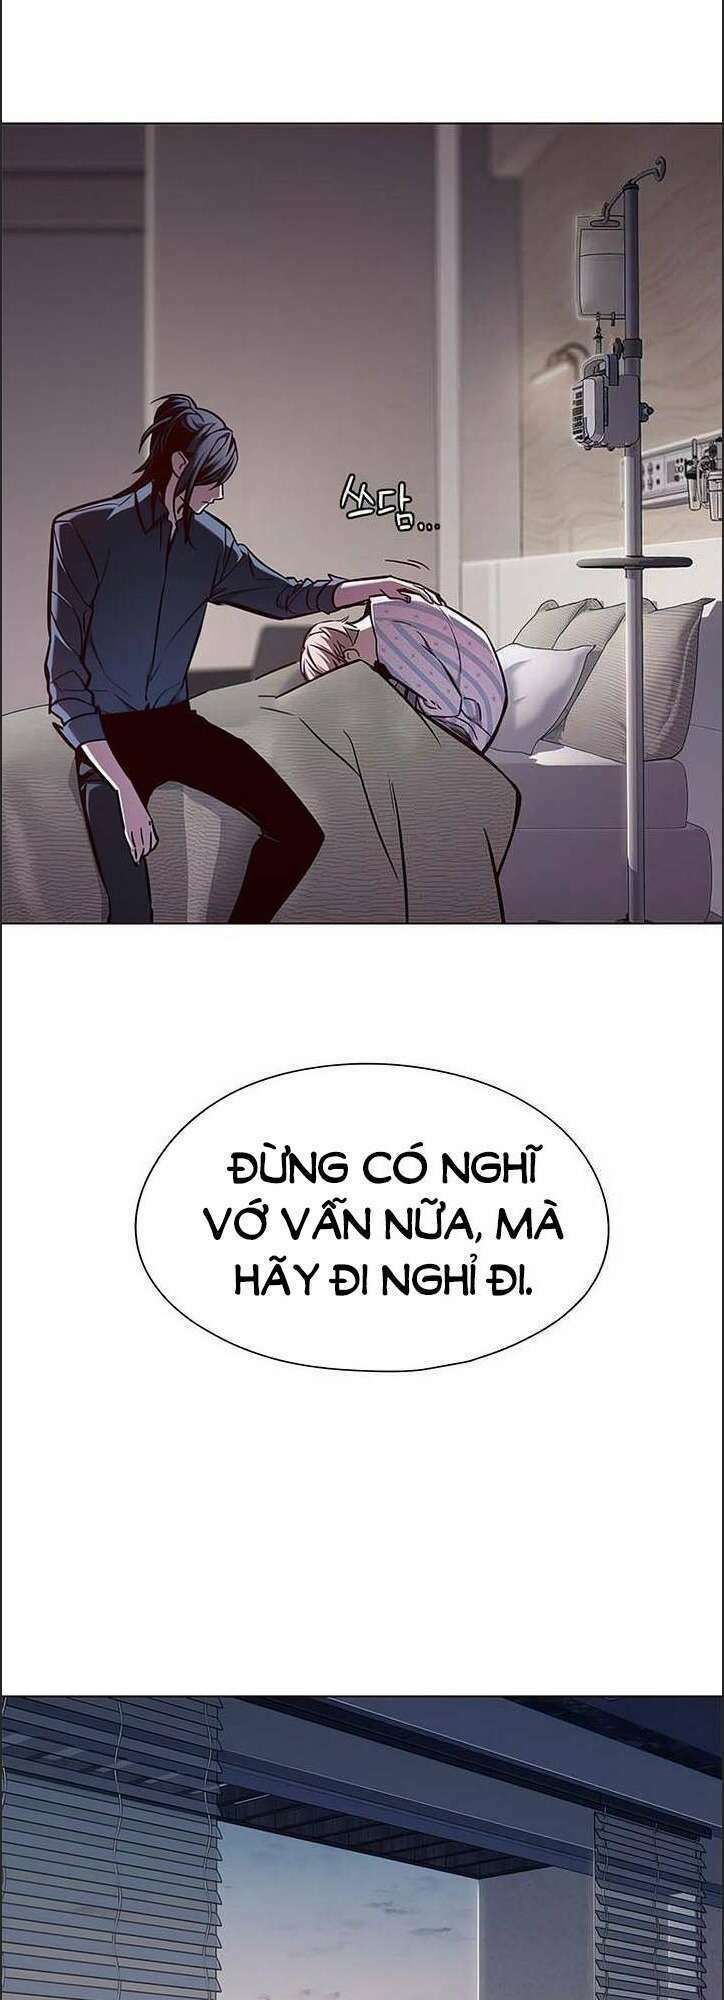 쓰담...
ĐỪNG CÓ NGHĨ
VỚ VẨN NỮA, MÀ
HÃY ĐI NGHỈ ĐI.